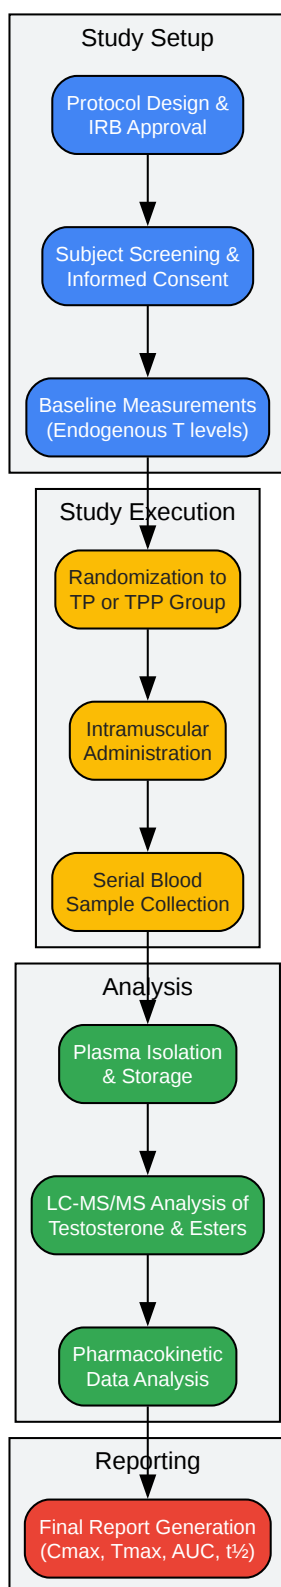 Study Setup
Protocol Design &
IRB Approval
Subject Screening &
Informed Consent
Baseline Measurements
(Endogenous T levels)
Study Execution
Randomization to
TP or TPP Group
Intramuscular
Administration
Serial Blood
Sample Collection
Analysis
Plasma Isolation
& Storage
LC-MS/MS Analysis of
Testosterone & Esters
Pharmacokinetic
Data Analysis
Reporting
Final Report Generation
(Cmax, Tmax, AUC, t½)